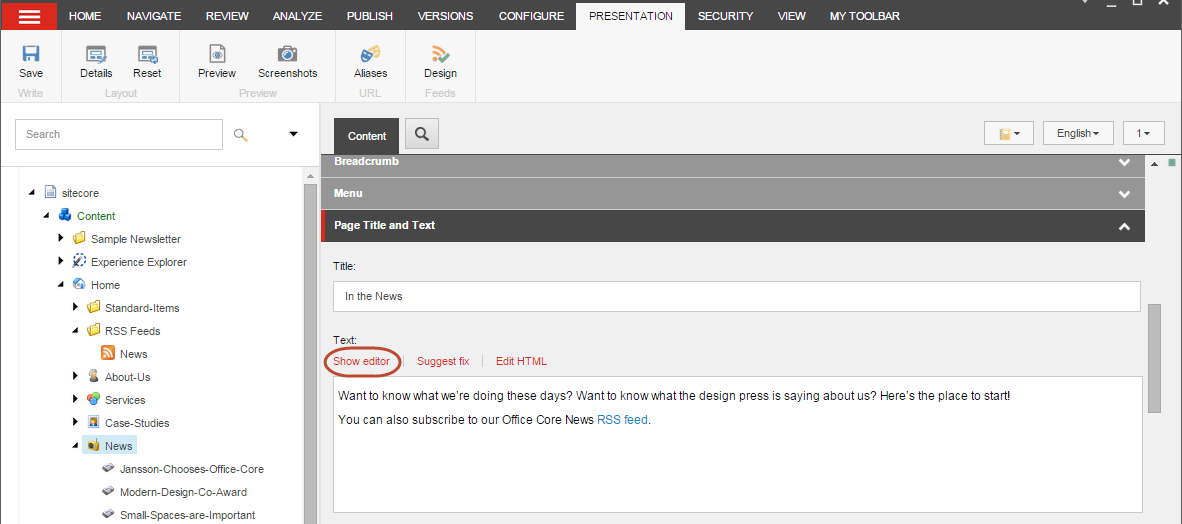 HOME NAVIGATE REVIEW ANALYZE PUBLISH VERSIONS CONFIGURE PRESENTATION SECURITY VIEW MY TOOLBAR
Save Details Reset Preview Screenshots Aliases Design
Write Layout Preview URL Feeds
Search
sitecore
Content
Sample Newsletter
Experience Explorer
Home
Standard-Items
RSS Feeds
News
About-Us
Services
Case-Studies
News
Jansson-Chooses-Office-Core
Modern-Design-Co-Award
Small-Spaces-are-Important
Content English 1
Breadcrumb
Menu
Page Title and Text
Title:
In the News
Text:
Show editor Suggest fix Edit HTML
Want to know what we're doing these days? Want to know what the design press is saying about us? Here's the place to start!
You can also subscribe to our Office Core News RSS feed.